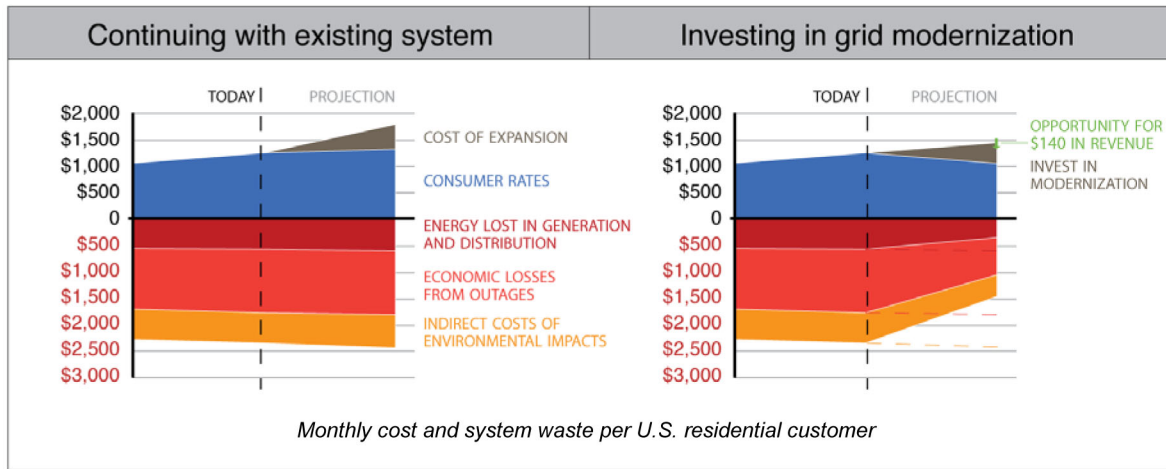 Continuing with existing system
Investing in grid modernization
TODAY
PROJECTION
$2,000
$1,500
$1,000
$500
0
$500
$1,000
$1,500
$2,000
$2,500
$3,000
COST OF EXPANSION
CONSUMER RATES
ENERGY LOST IN GENERATION
AND DISTRIBUTION
ECONOMIC LOSSES
FROM OUTAGES
INDIRECT COSTS OF
ENVIRONMENTAL IMPACTS
TODAY
PROJECTION
$2,000
$1,500
$1,000
$500
0
$500
$1,000
$1,500
$2,000
$2,500
$3,000
OPPORTUNITY FOR
$140 IN REVENUE
INVEST IN
MODERNIZATION
Monthly cost and system waste per U.S. residential customer